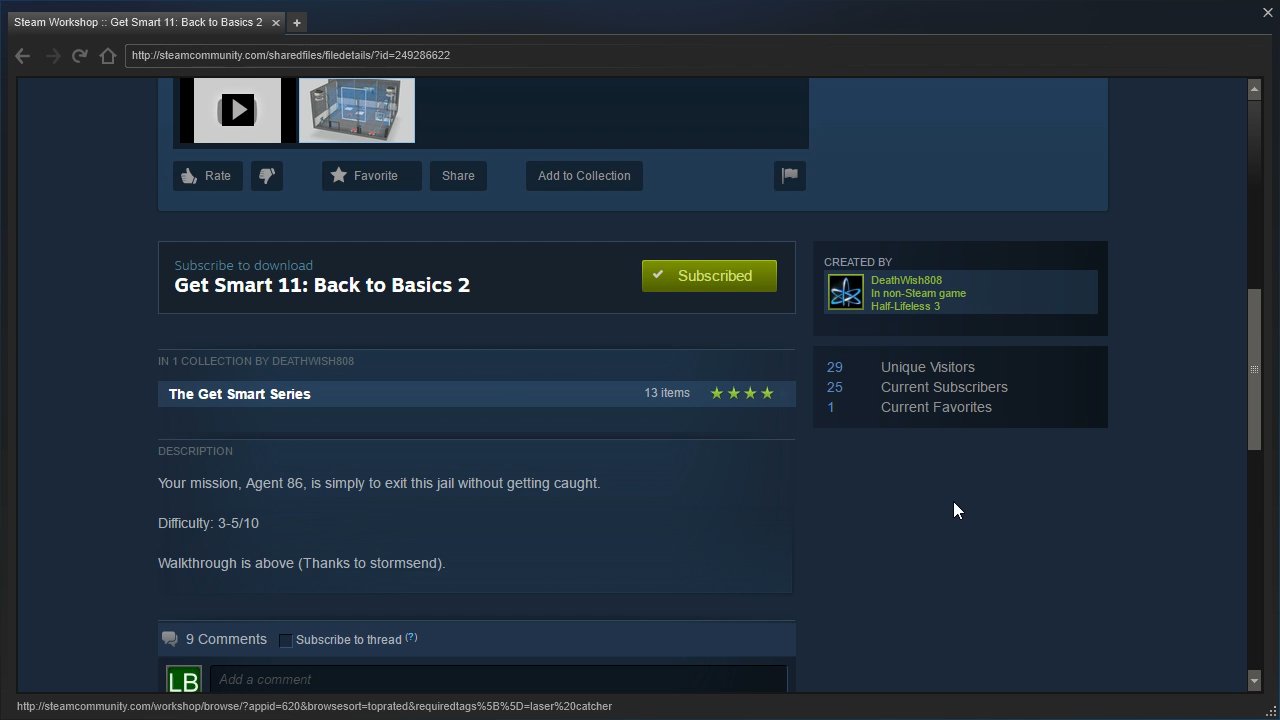 Steam Workshop :: Get Smart 11: Back to Basics 2
http://steamcommunity.com/sharedfiles/filedetails/?id=249286622
Rate
Favorite
Share
Add to Collection
Subscribe to download
Get Smart 11: Back to Basics 2
Subscribed
CREATED BY
DeathWish808
In non-Steam game
Half-Lifeless 3
29 Unique Visitors
25 Current Subscribers
1 Current Favorites
IN 1 COLLECTION BY DEATHWISH808
The Get Smart Series 13 items
DESCRIPTION
Your mission, Agent 86, is simply to exit this jail without getting caught.
Difficulty: 3-5/10
Walkthrough is above (Thanks to stormsend).
9 Comments Subscribe to thread (?)
LB
Add a comment
http://steamcommunity.com/workshop/browse/?appid=620&browsesort=toprated&requiredtags%5B%5D=laser%20catcher